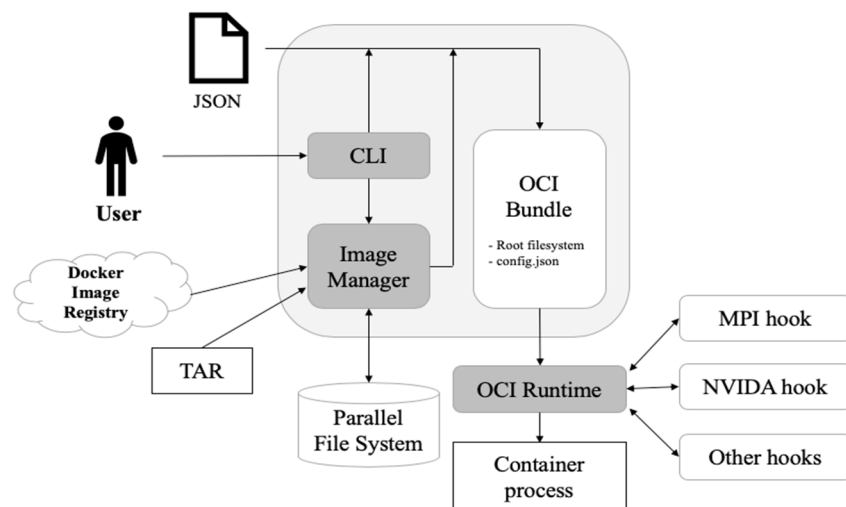 JSON
CLI
User
OCI
Bundle
- Root filesystem
- config.json
Image
Manager
Docker
Image
Registry
TAR
MPI hook
OCI Runtime
NVIDA hook
Parallel
File System
Other hooks
Container
process